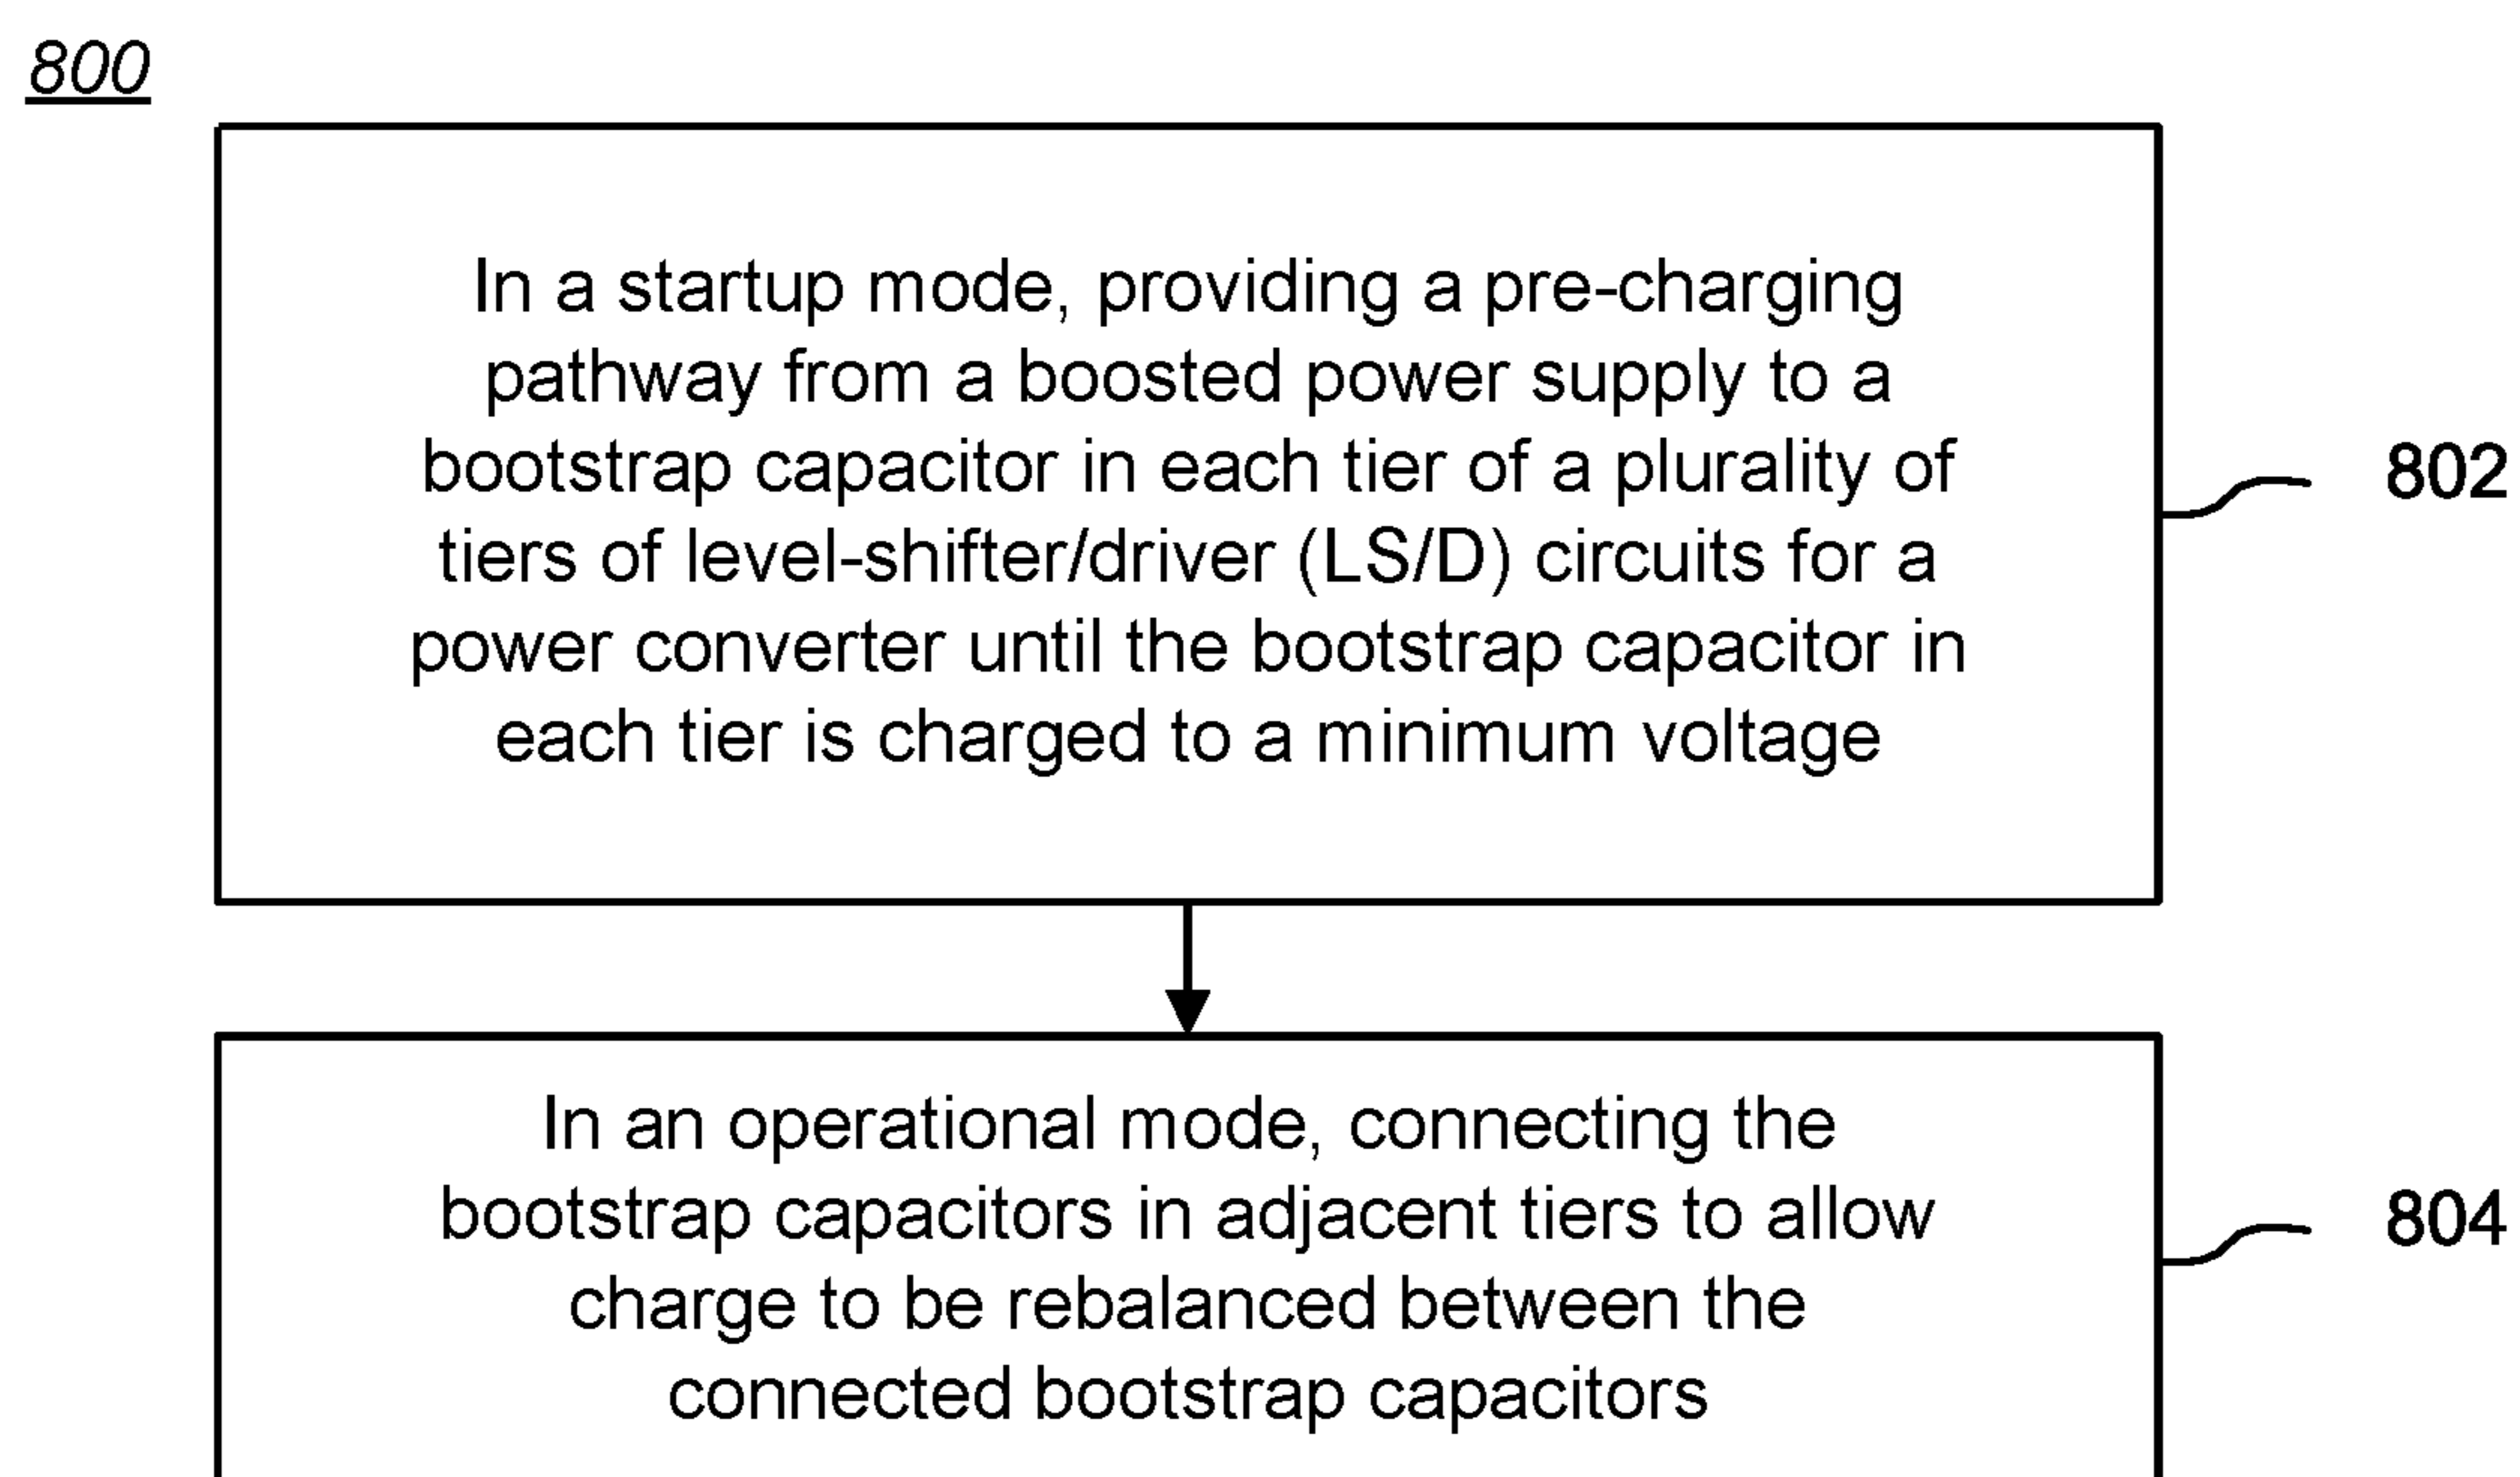 800
In a startup mode, providing a pre-charging
pathway from a boosted power supply to a
bootstrap capacitor in each tier of a plurality of
tiers of level-shifter/driver (LS/D) circuits for a
power converter until the bootstrap capacitor in
each tier is charged to a minimum voltage
802
In an operational mode, connecting the
bootstrap capacitors in adjacent tiers to allow
charge to be rebalanced between the
connected bootstrap capacitors
804